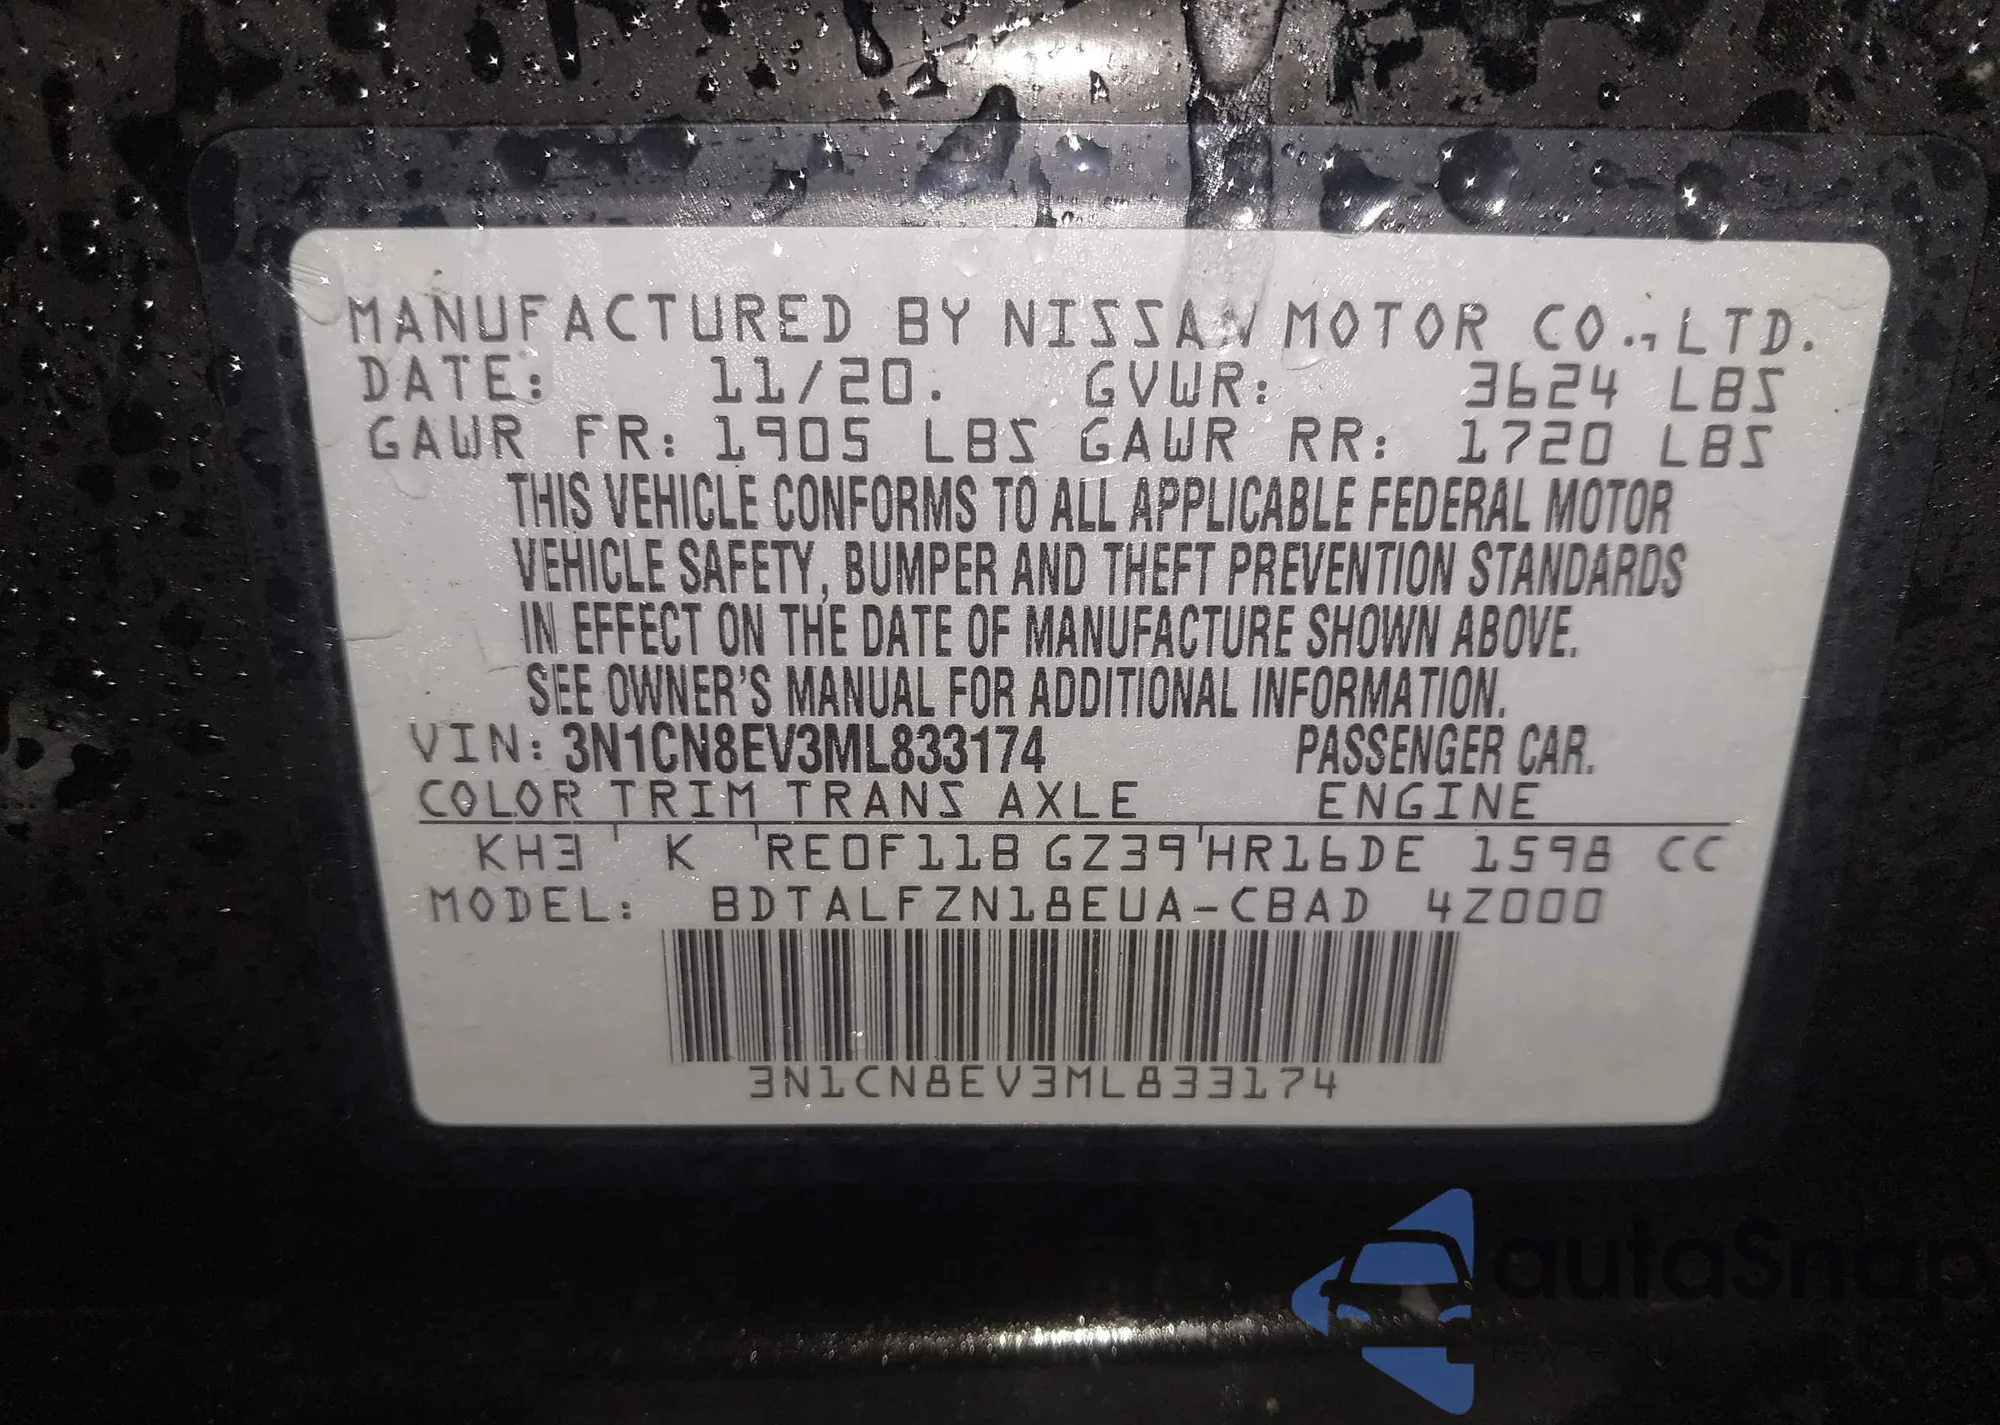 MANUFACTURED BY NISSAN MOTOR CO.,LTD.
DATE: 11/20. GVWR: 3624 LBS
GAWR FR: 1905 LBS GAWR RR: 1720 LBS
THIS VEHICLE CONFORMS TO ALL APPLICABLE FEDERAL MOTOR
VEHICLE SAFETY, BUMPER AND THEFT PREVENTION STANDARDS
IN EFFECT ON THE DATE OF MANUFACTURE SHOWN ABOVE.
SEE OWNER'S MANUAL FOR ADDITIONAL INFORMATION.
VIN: 3N1CN8EV3ML833174 PASSENGER CAR.
COLOR TRIM TRANS AXLE ENGINE
KH3 K RE0F11B GZ39 HR16DE 1598 CC
MODEL: BDTALFZN18EUA-CBAD 4Z000
3N1CN8EV3ML833174
autoSnap